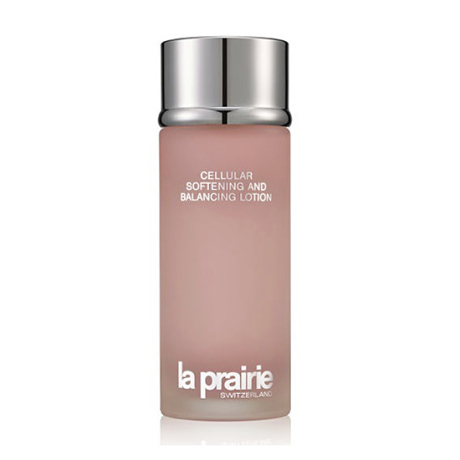 CELLULAR
SOFTENING AND
BALANCING LOTION
la prairie
SWITZERLAND